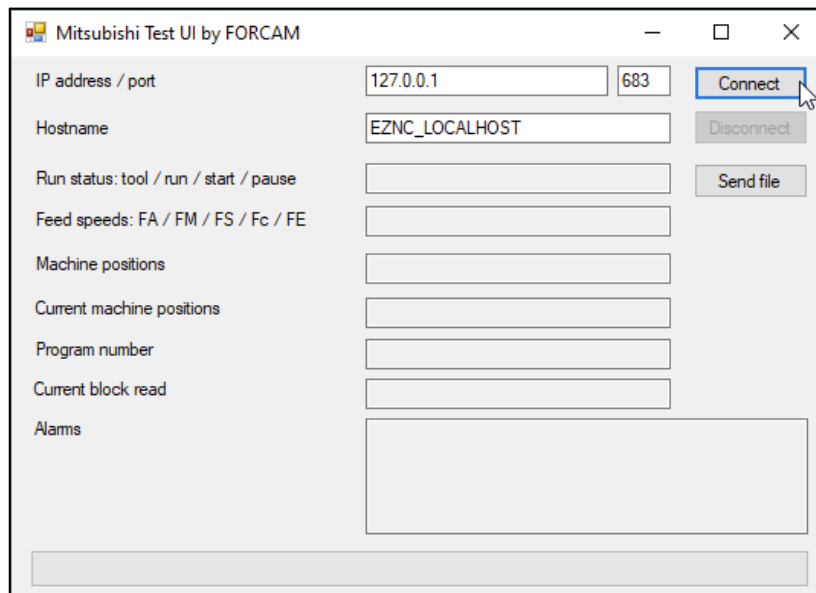 Mitsubishi Test UI by FORCAM
IP address / port 127.0.0.1 683 Connect
Hostname EZNC_LOCALHOST Disconnect
Run status: tool / run / start / pause Send file
Feed speeds: FA / FM / FS / Fc / FE
Machine positions
Current machine positions
Program number
Current block read
Alarms